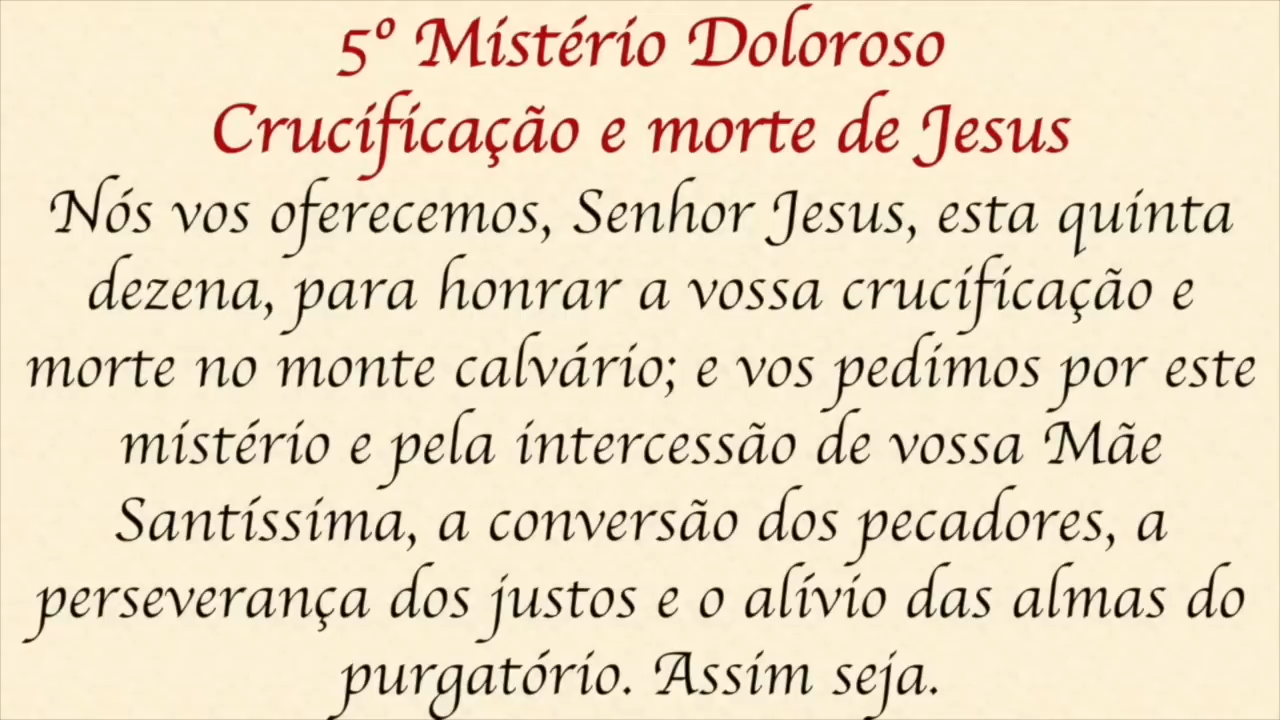 5º Mistério Doloroso
Crucificação e morte de Jesus
Nós vos oferecemos, Senhor Jesus, esta quinta
dezena, para honrar a vossa crucificação e
morte no monte calvário; e vos pedimos por este
mistério e pela intercessão de vossa Mãe
Santíssima, a conversão dos pecadores, a
perseverança dos justos e o alívio das almas do
purgatório. Assim seja.